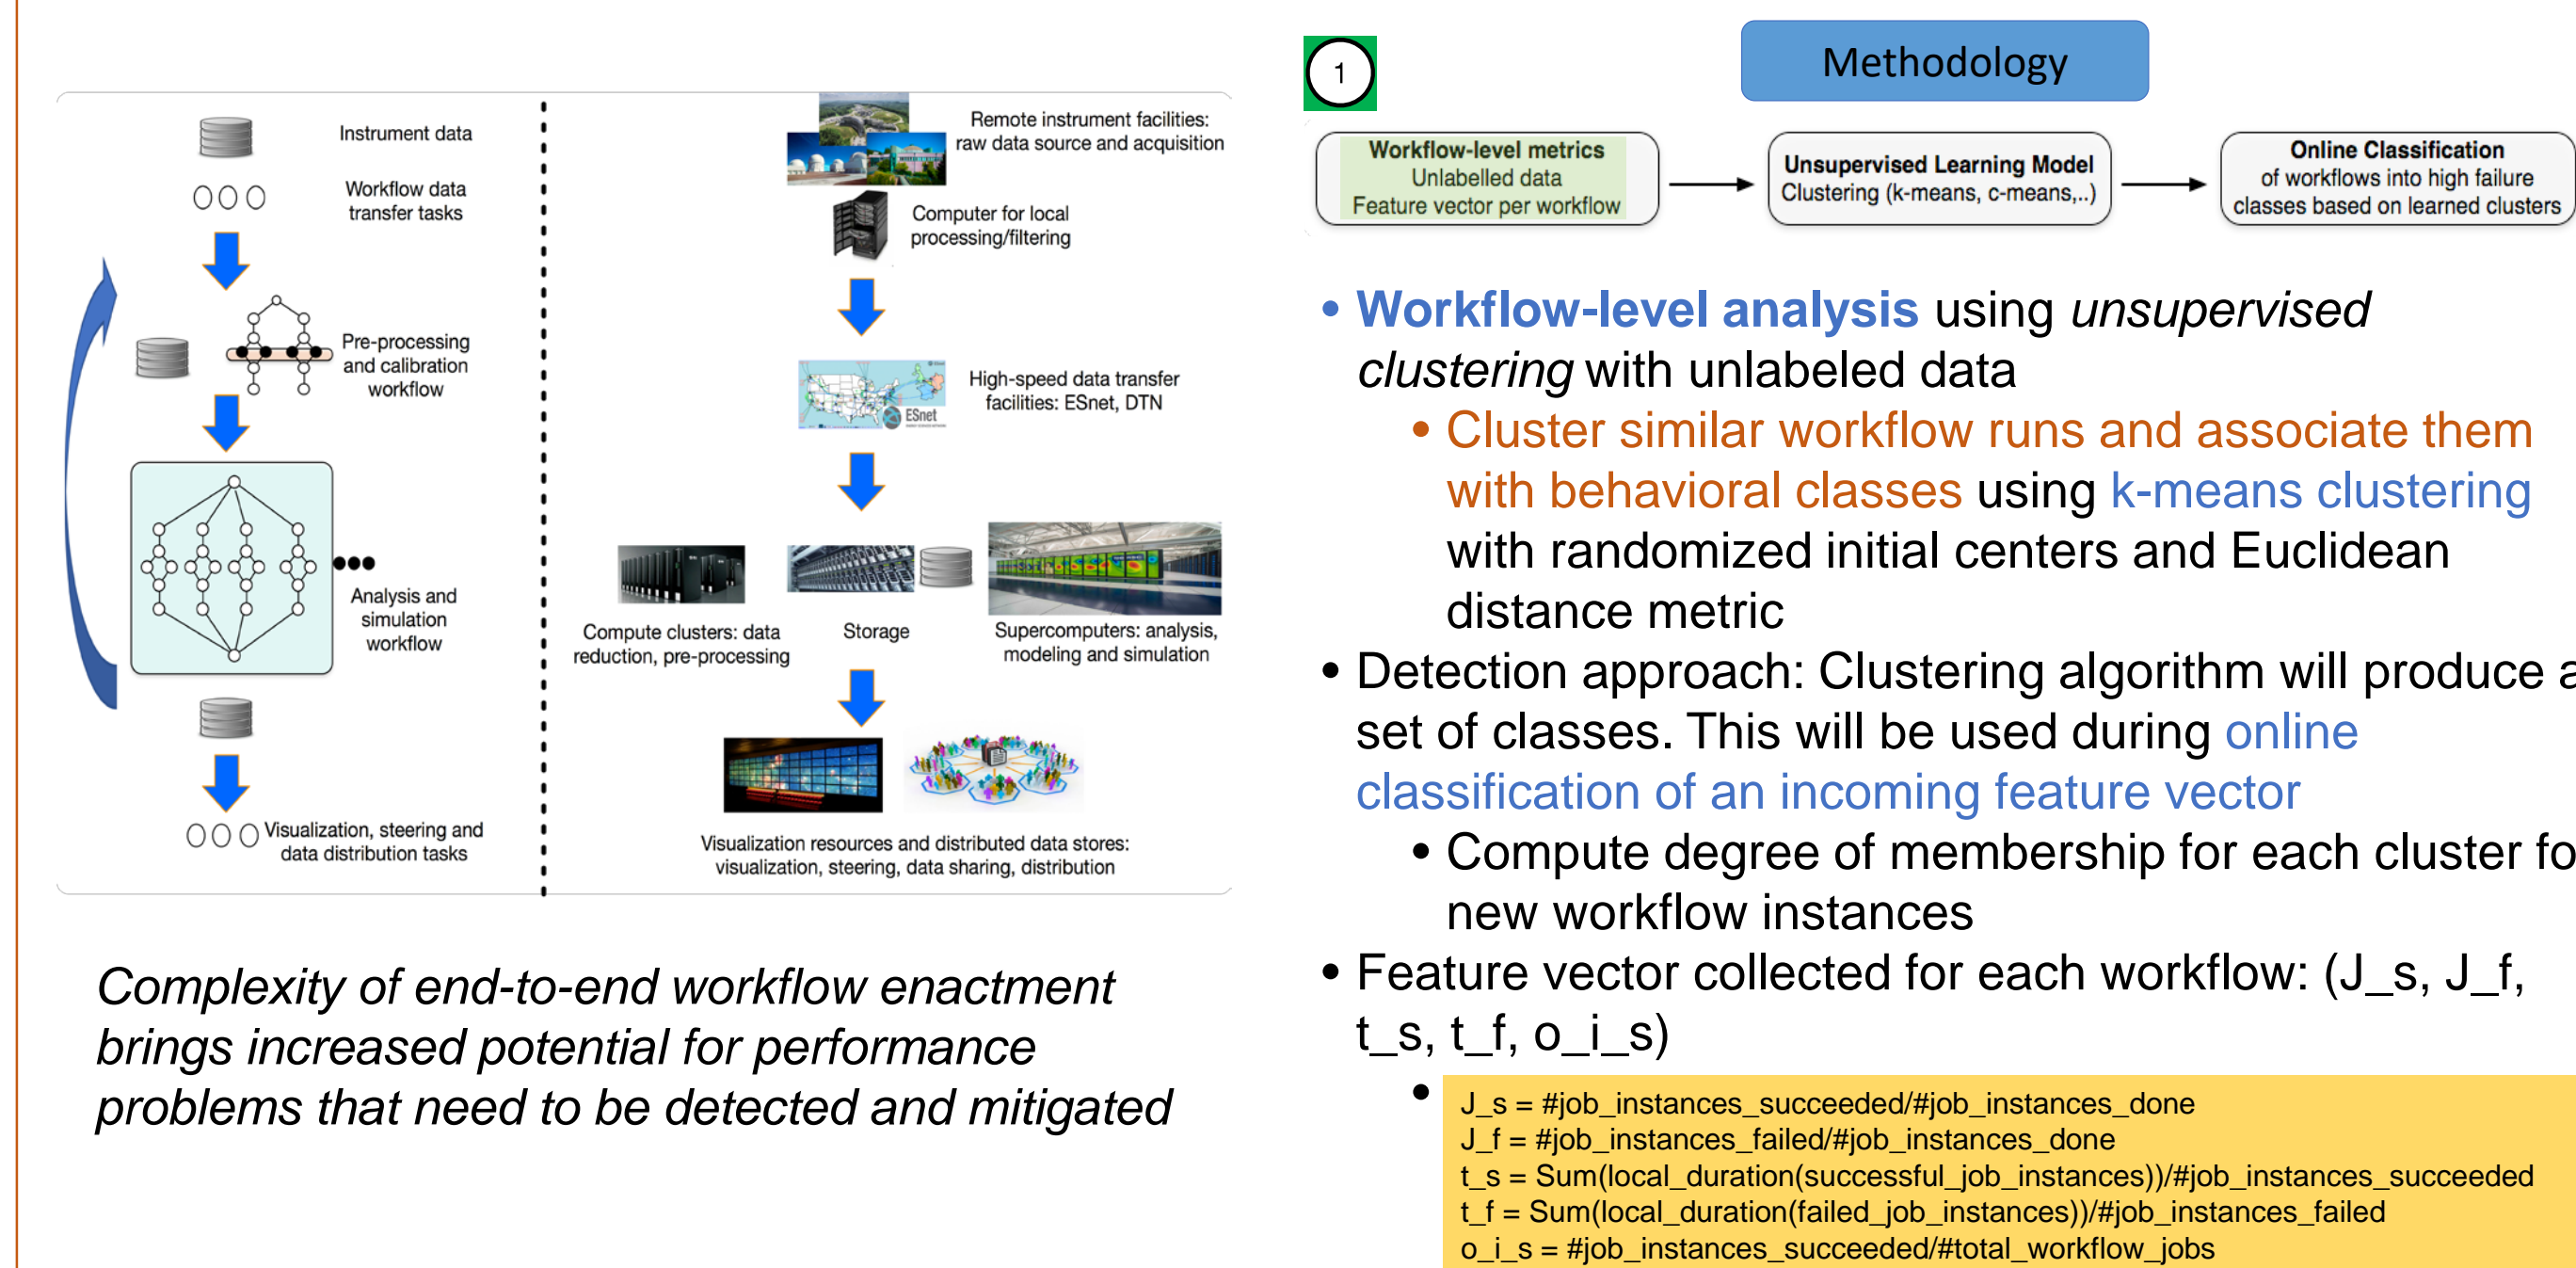 Instrument data
Workflow data
transfer tasks
Pre-processing
and calibration
workflow
Analysis and
simulation
workflow
Visualization, steering and
data distribution tasks
Remote instrument facilities:
raw data source and acquisition
Computer for local
processing/filtering
High-speed data transfer
facilities: ESnet, DTN
ESnet
Compute clusters: data
reduction, pre-processing
Storage
Supercomputers: analysis,
modeling and simulation
Visualization resources and distributed data stores:
visualization, steering, data sharing, distribution
Complexity of end-to-end workflow enactment
brings increased potential for performance
problems that need to be detected and mitigated
1
Methodology
Workflow-level metrics
Unlabelled data
Feature vector per workflow
Unsupervised Learning Model
Clustering (k-means, c-means,..)
Online Classification
of workflows into high failure
classes based on learned clusters
• Workflow-level analysis using unsupervised
clustering with unlabeled data
• Cluster similar workflow runs and associate them
with behavioral classes using k-means clustering
with randomized initial centers and Euclidean
distance metric
• Detection approach: Clustering algorithm will produce a
set of classes. This will be used during online
classification of an incoming feature vector
• Compute degree of membership for each cluster fo
new workflow instances
• Feature vector collected for each workflow: (J_s, J_f,
t_s, t_f, o_i_s)
• J_s = #job_instances_succeeded/#job_instances_done
J_f = #job_instances_failed/#job_instances_done
t_s = Sum(local_duration(successful_job_instances))/#job_instances_succeeded
t_f = Sum(local_duration(failed_job_instances))/#job_instances_failed
o_i_s = #job_instances_succeeded/#total_workflow_jobs